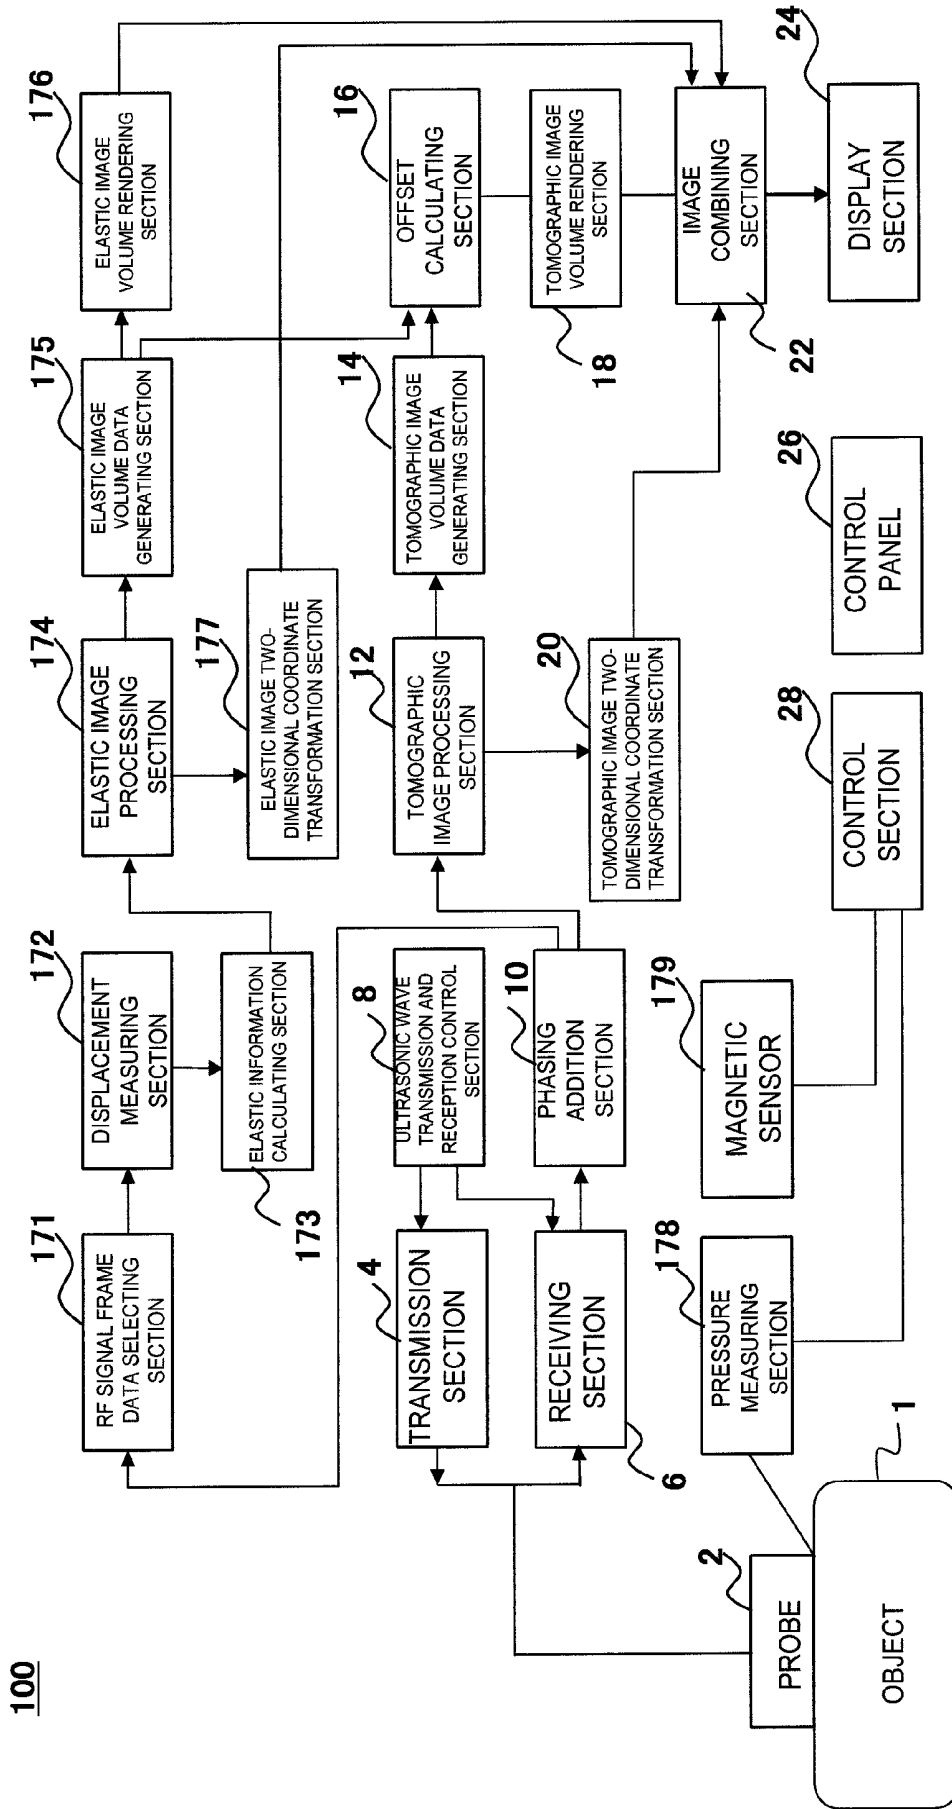 100
171
RF SIGNAL FRAME
DATA SELECTING
SECTION
172
DISPLACEMENT
MEASURING
SECTION
173
ELASTIC INFORMATION
CALCULATING SECTION
174
ELASTIC IMAGE
PROCESSING
SECTION
175
ELASTIC IMAGE
VOLUME DATA
GENERATING SECTION
176
ELASTIC IMAGE
VOLUME RENDERING
SECTION
177
ELASTIC IMAGE TWO-
DIMENSIONAL COORDINATE
TRANSFORMATION SECTION
4
TRANSMISSION
SECTION
8
ULTRASONIC WAVE
TRANSMISSION AND
RECEPTION CONTROL
SECTION
12
TOMOGRAPHIC
IMAGE PROCESSING
SECTION
14
TOMOGRAPHIC IMAGE
VOLUME DATA
GENERATING SECTION
16
OFFSET
CALCULATING
SECTION
6
RECEIVING
SECTION
10
PHASING
ADDITION
SECTION
20
TOMOGRAPHIC IMAGE TWO-
DIMENSIONAL COORDINATE
TRANSFORMATION SECTION
18
TOMOGRAPHIC IMAGE
VOLUME RENDERING
SECTION
22
IMAGE
COMBINING
SECTION
178
PRESSURE
MEASURING
SECTION
179
MAGNETIC
SENSOR
2
PROBE
1
OBJECT
28
CONTROL
SECTION
26
CONTROL
PANEL
24
DISPLAY
SECTION